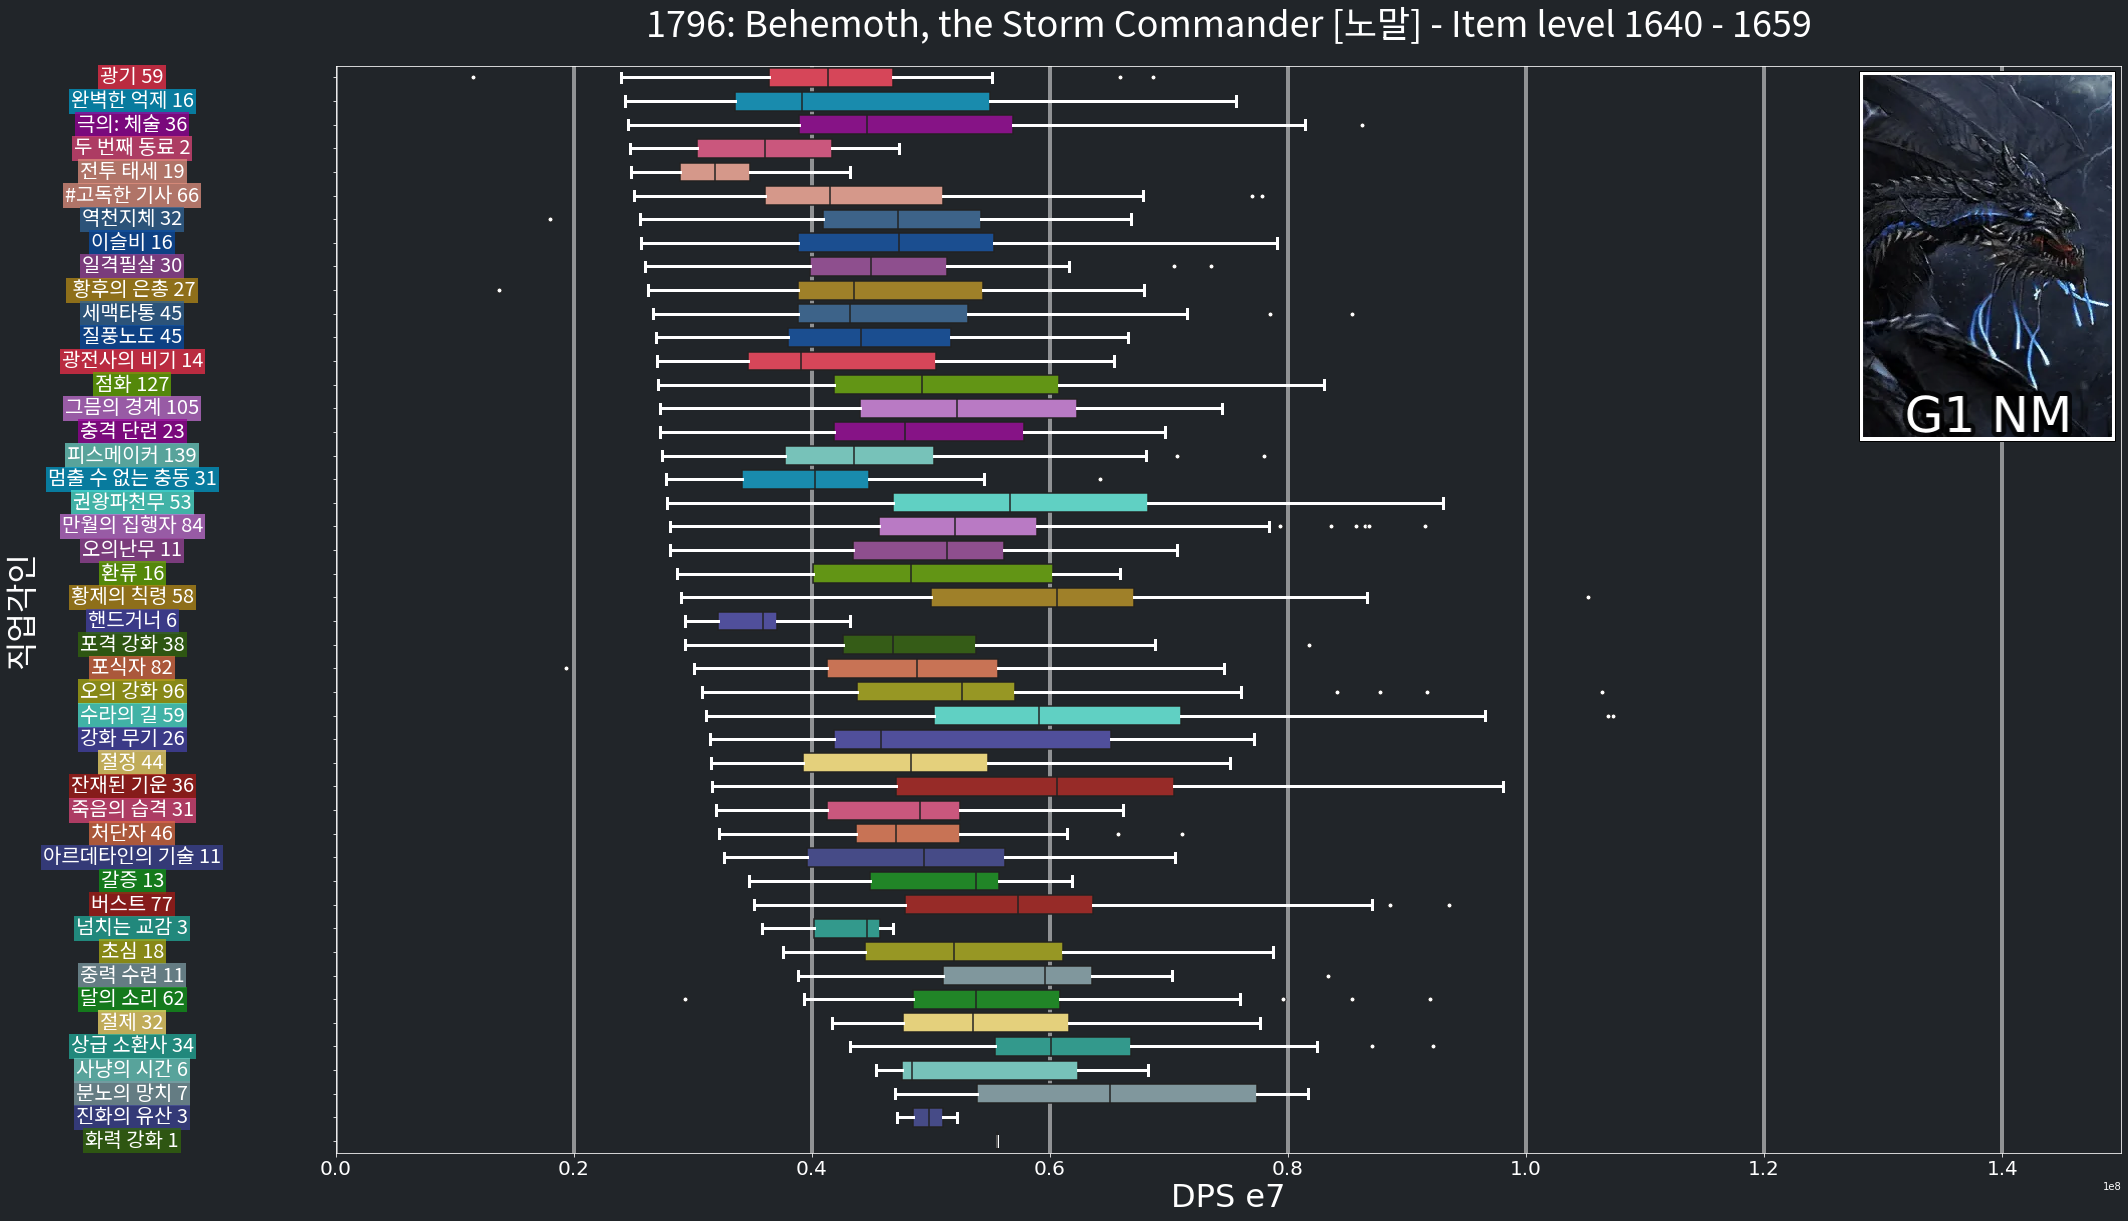 1796: Behemoth, the Storm Commander [노말] - Item level 1640 - 1659
광기 59
완벽한 억제 16
극의: 체술 36
두 번째 동료 2
전투 태세 19
#고독한 기사 66
역천지체 32
이슬비 16
일격필살 30
황후의 은총 27
세맥타통 45
질풍노도 45
광전사의 비기 14
점화 127
그믐의 경계 105
충격 단련 23
피스메이커 139
멈출 수 없는 충동 31
권왕파천무 53
만월의 집행자 84
오의난무 11
환류 16
황제의 칙령 58
핸드거너 6
포격 강화 38
포식자 82
오의 강화 96
수라의 길 59
강화 무기 26
절정 44
잔재된 기운 36
죽음의 습격 31
처단자 46
아르데타인의 기술 11
갈증 13
버스트 77
넘치는 교감 3
초심 18
중력 수련 11
달의 소리 62
절제 32
상급 소환사 34
사냥의 시간 6
분노의 망치 7
진화의 유산 3
화력 강화 1
직업각인
G1 NM
0.0 0.2 0.4 0.6 0.8 1.0 1.2 1.4
1e8
DPS e7